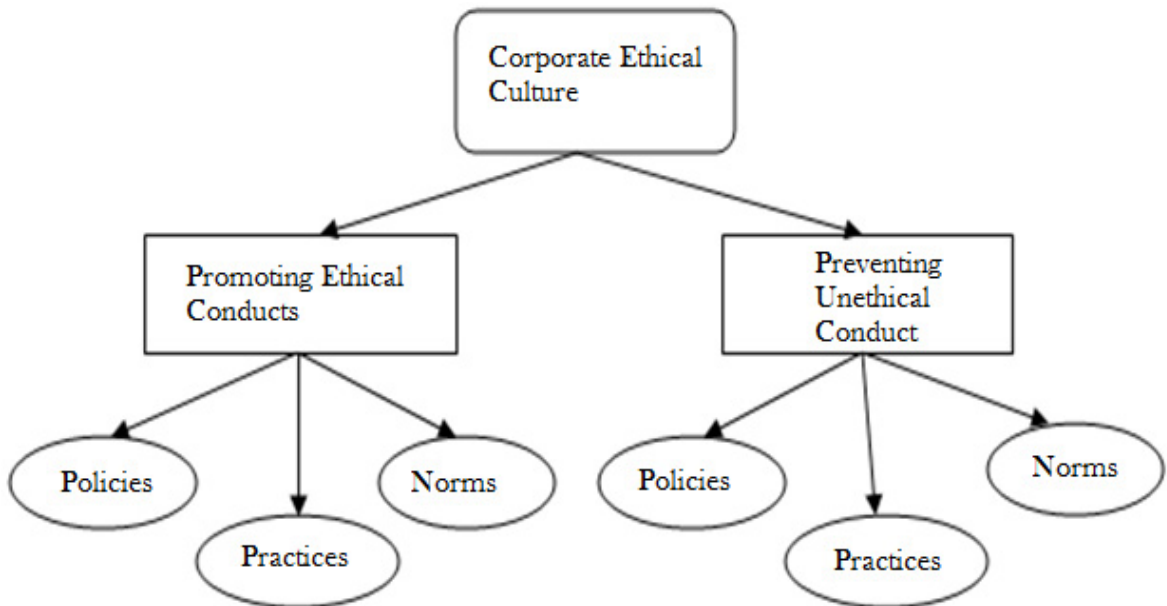 Corporate Ethical
Culture
Promoting Ethical
Conducts
Preventing
Unethical
Conduct
Policies
Practices
Norms
Policies
Practices
Norms